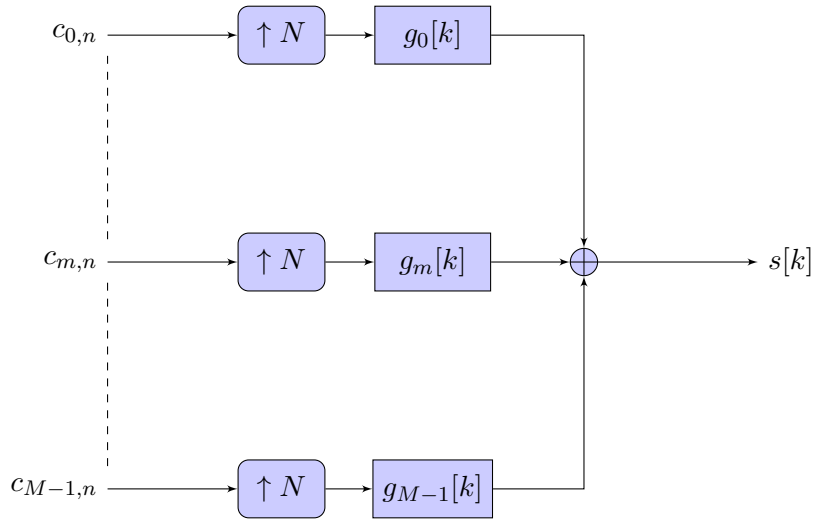 c_{0,n} ↑ N g_0[k]
c_{m,n} ↑ N g_m[k] s[k]
c_{M−1,n} ↑ N g_{M−1}[k]